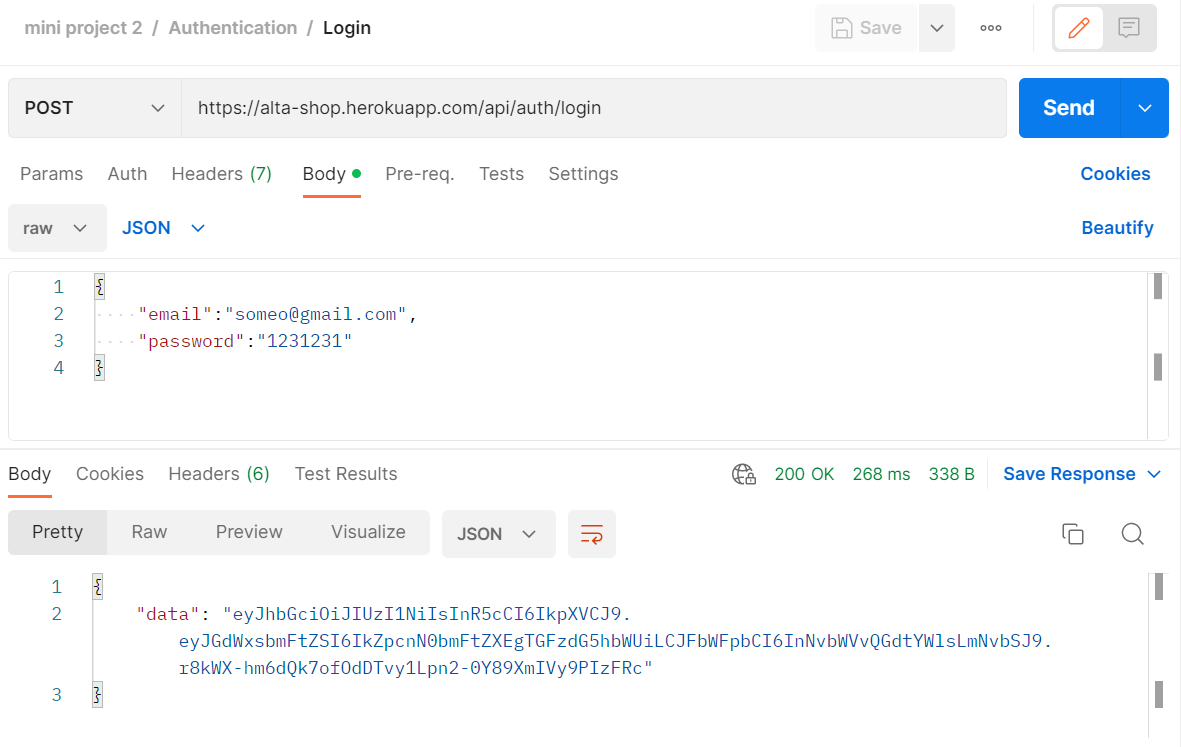 mini project 2 / Authentication / Login
Save
POST
https://alta-shop.herokuapp.com/api/auth/login
Send
Params Auth Headers (7) Body Pre-req. Tests Settings
Cookies
raw JSON
Beautify
1 {
2 "email":"someo@gmail.com",
3 "password":"1231231"
4 }
Body Cookies Headers (6) Test Results
200 OK 268 ms 338 B Save Response
Pretty Raw Preview Visualize JSON
1 {
2 "data": "eyJhbGciOiJIUzI1NiIsInR5cCI6IkpXVCJ9.
eyJGdWxsbmFtZSI6IkZpcnN0bmFtZXEgTGFzdG5hbWUiLCJFbWFpbCI6InNvbWVvQGdtYWlsLmNvbSJ9.
r8kWX-hm6dQk7ofOdDTvy1Lpn2-0Y89XmIVy9PIzFRc"
3 }